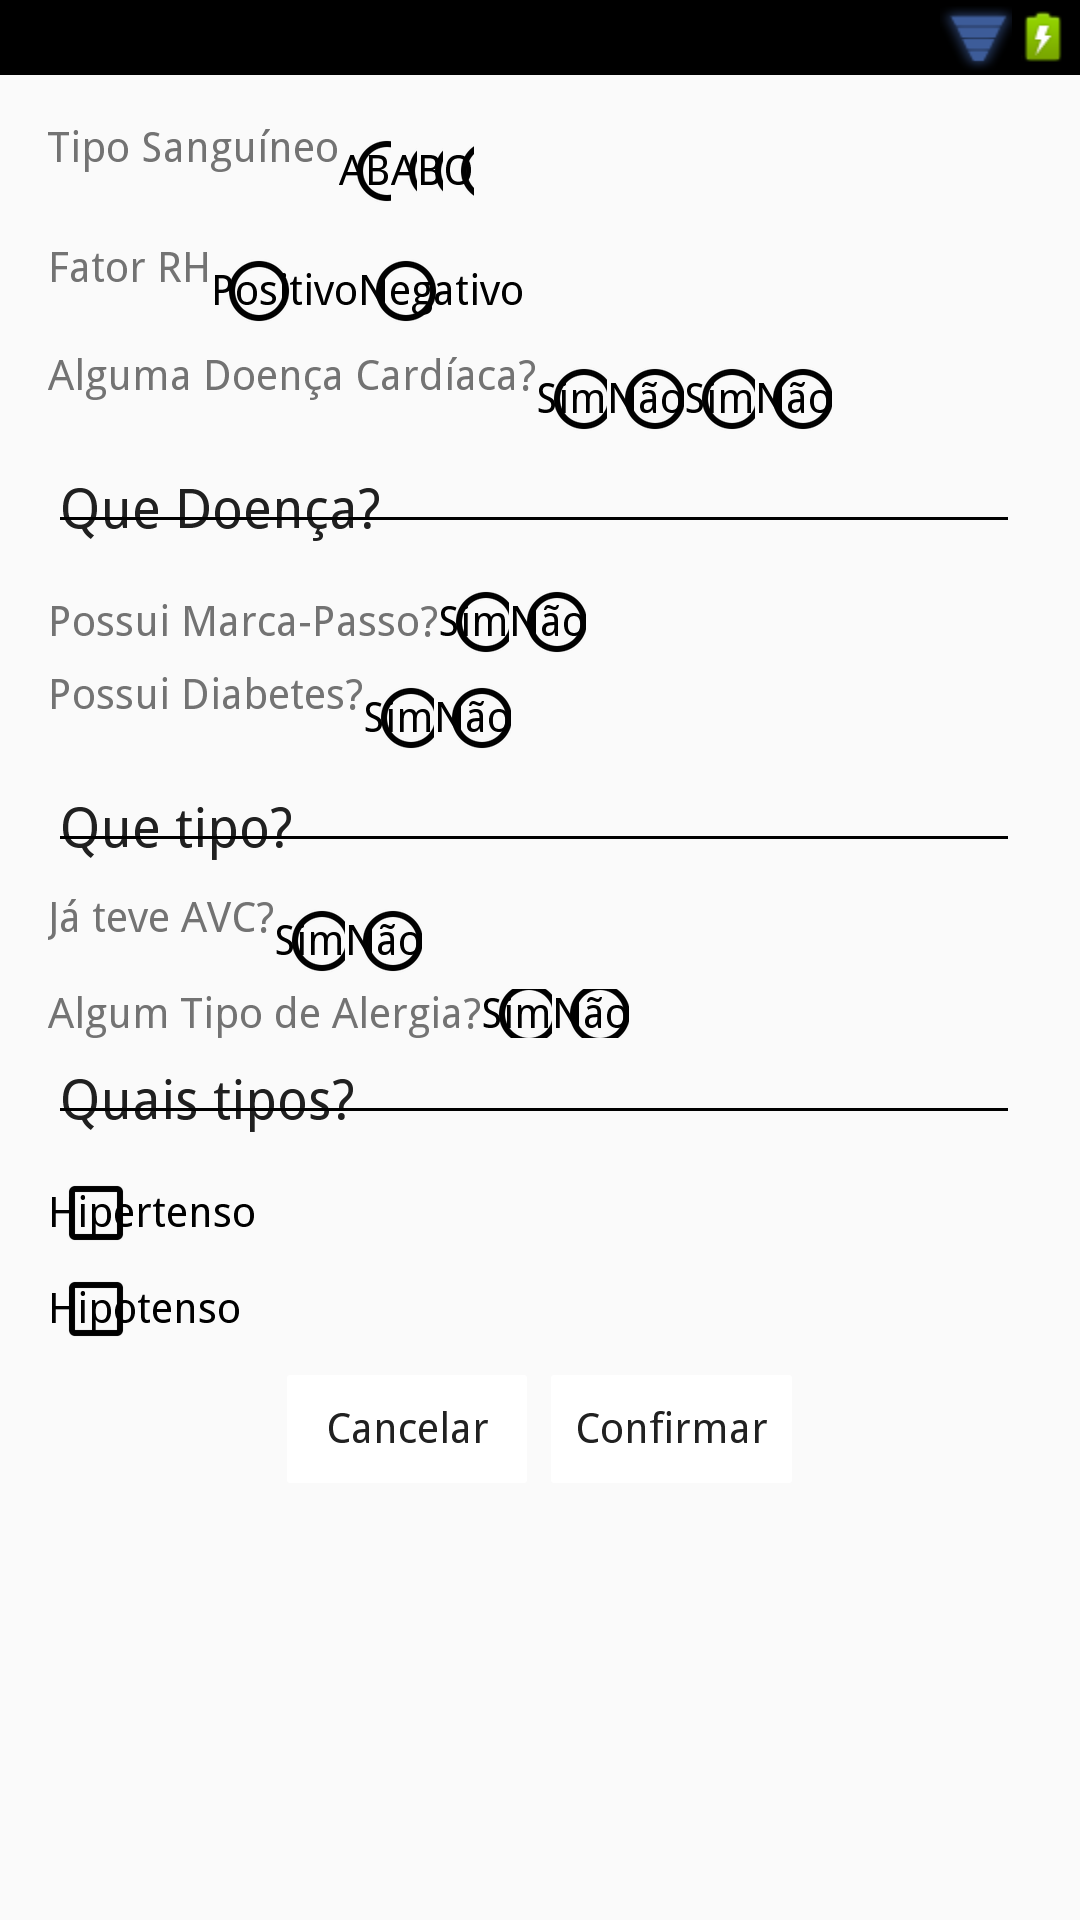 Tipo Sanguíneo ABABO
Fator RH PositivoNegativo
Alguma Doença Cardíaca? SimNãoSimNão
Que Doença?
Possui Marca-Passo? SimNão
Possui Diabetes? SimNão
Que tipo?
Já teve AVC? SimNão
Algum Tipo de Alergia? SimNão
Quais tipos?
Hipertenso
Hipotenso
Cancelar Confirmar